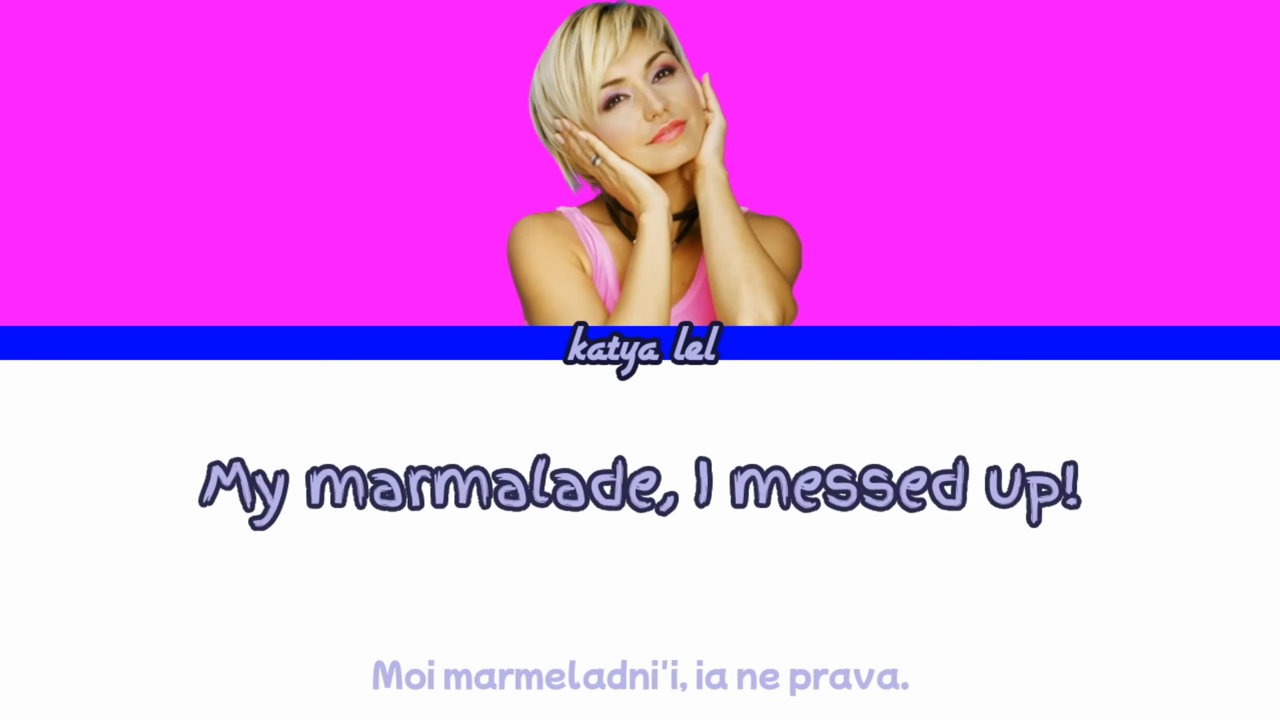 katya lel
My marmalade, I messed up!
Moi marmeladni'i, ia ne prava.